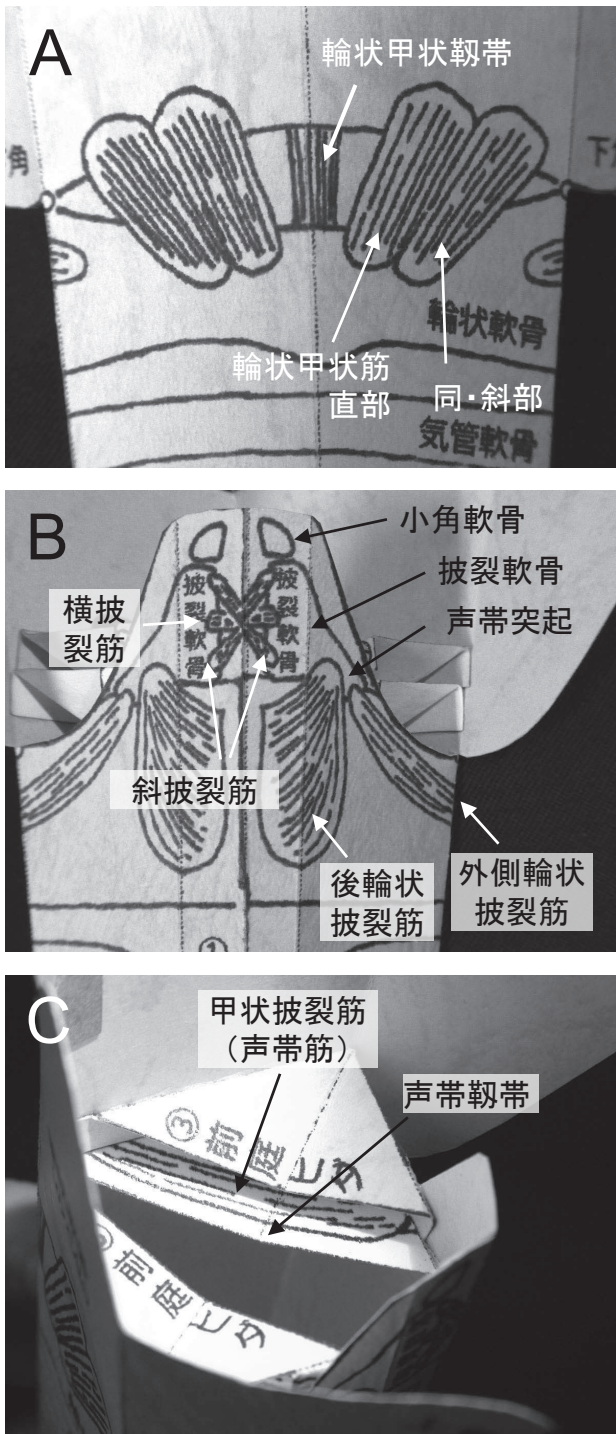 A
輪状甲状靱帯
角
下
輪状軟骨
輪状甲状筋
直部
同・斜部
気管軟骨
B
小角軟骨
披裂軟骨
披裂軟骨
披裂軟骨
声帯突起
横披
裂筋
斜披裂筋
後輪状
披裂筋
外側輪状
披裂筋
①
C
甲状披裂筋
(声帯筋)
声帯靱帯
③前庭ヒダ
前庭ヒダ